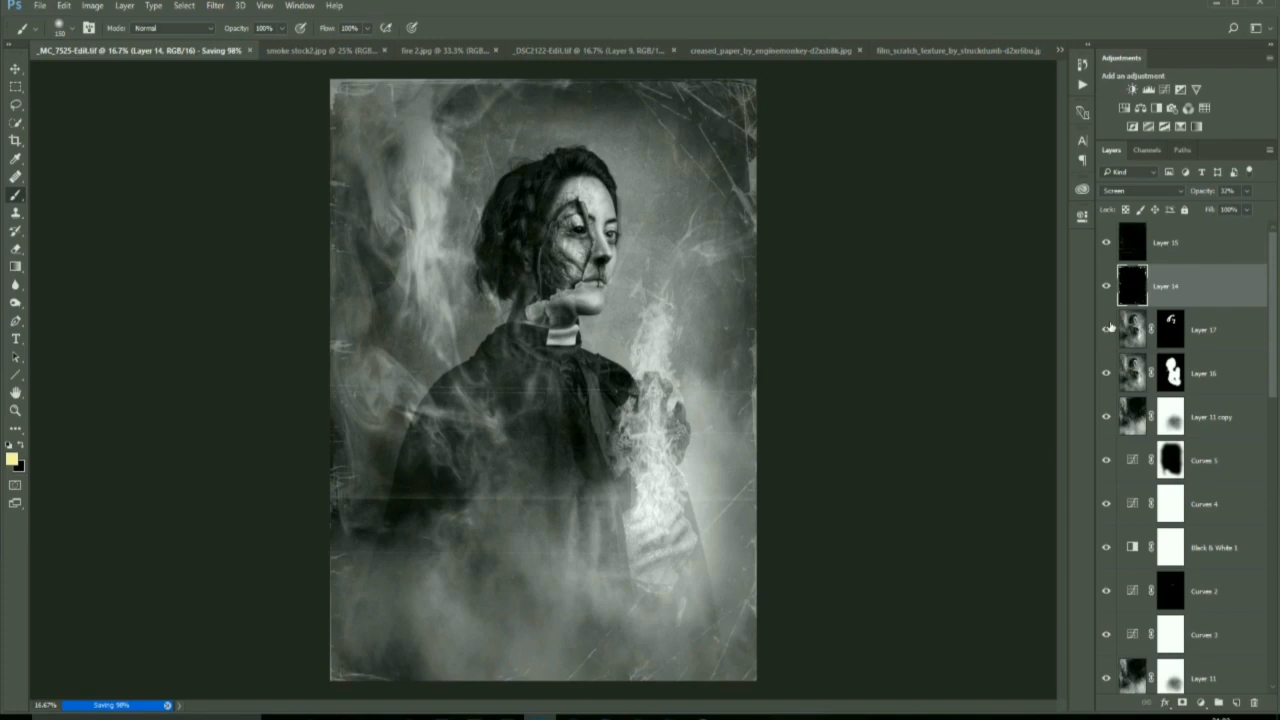 Ps File Edit Image Layer Type Select Filter 3D View Window Help
150 Mode: Normal Opacity: 100% Flow: 100%
_MC_7525-Edit.tif @ 16.7% (Layer 14, RGB/16) - Saving 98% × smoke stock2.jpg @ 25% (RGB... × fire 2.jpg @ 33.3% (RGB... × _DSC2122-Edit.tif @ 16.7% (Layer 9, RGB/1... ×
Adjustments
Add an adjustment
Layers Channels Paths
Kind
Screen Opacity: 32%
Lock: Fill: 100%
Layer 15
Layer 14
Layer 17
Layer 16
Layer 11 copy
Curves 5
Curves 4
Black & White 1
Curves 2
Curves 3
Layer 11
16.67% Saving 98%